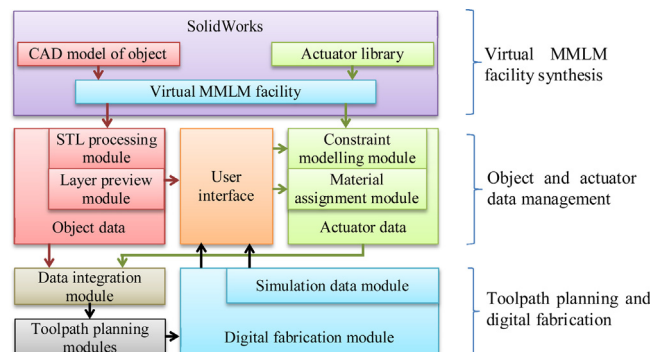 SolidWorks
CAD model of object
Actuator library
Virtual MMLM facility
Virtual MMLM
facility synthesis
STL processing
module
Layer preview
module
Object data
User
interface
Constraint
modelling module
Material
assignment module
Actuator data
Object and actuator
data management
Data integration
module
Toolpath planning
modules
Simulation data module
Digital fabrication module
Toolpath planning and
digital fabrication